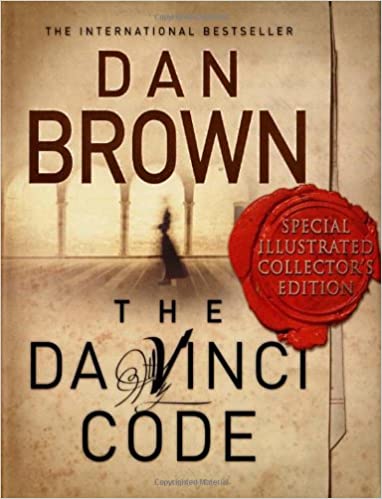 THE INTERNATIONAL BESTSELLER
DAN
BROWN
SPECIAL
ILLUSTRATED
COLLECTOR'S
EDITION
THE
DA VINCI
CODE